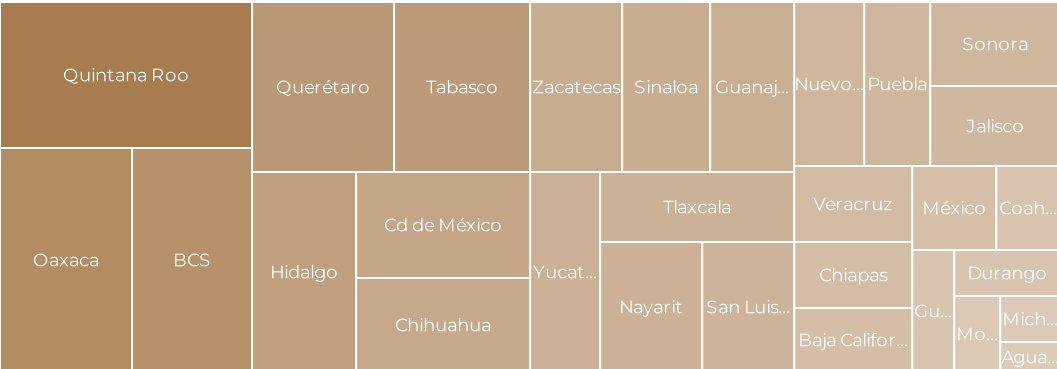 Quintana Roo
Oaxaca
BCS
Querétaro
Tabasco
Hidalgo
Cd de México
Chihuahua
Zacatecas
Sinaloa
Guanaj...
Yucat...
Tlaxcala
Nayarit
San Luis...
Nuevo...
Puebla
Sonora
Jalisco
Veracruz
Chiapas
Baja Califor...
México
Coah...
Gu...
Durango
Mo...
Mich...
Agua...